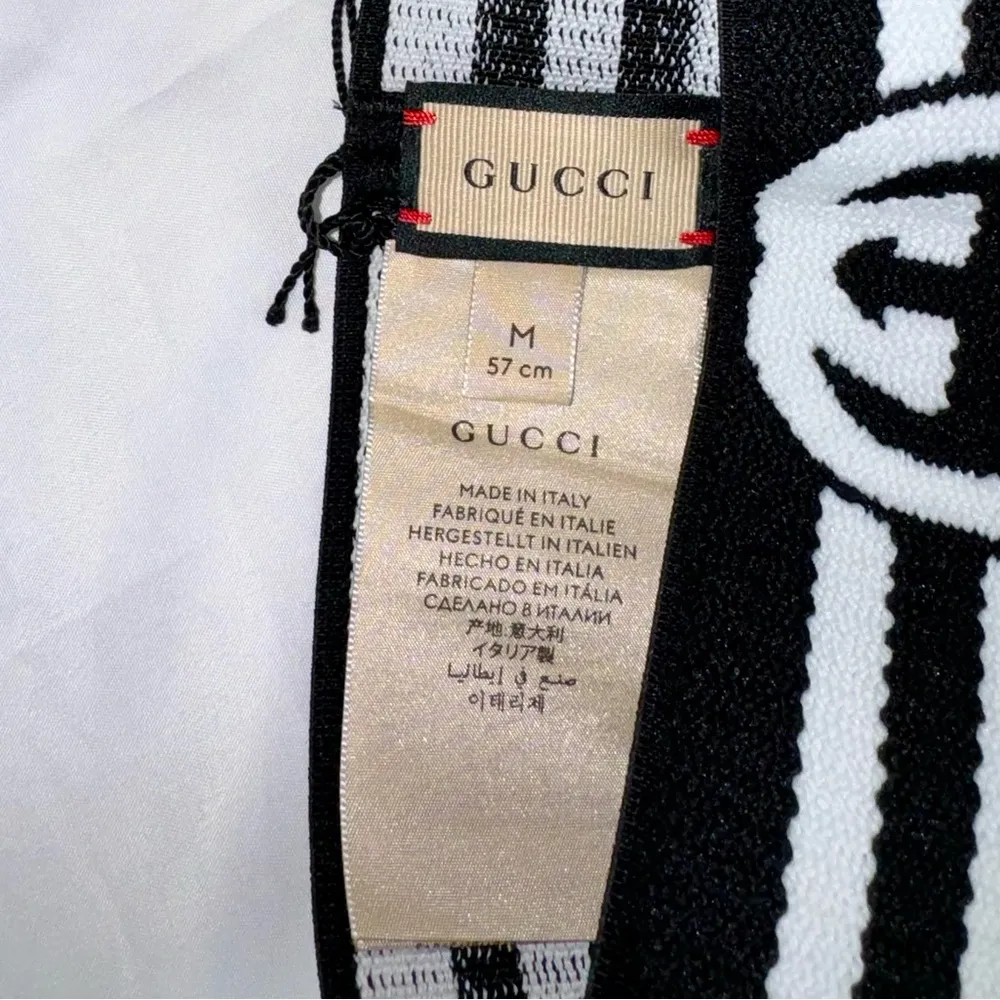 GUCCI
M
57 cm
GUCCI
MADE IN ITALY
FABRIQUÉ EN ITALIE
HERGESTELLT IN ITALIEN
HECHO EN ITALIA
FABRICADO EM ITÁLIA
СДЕЛАНО В ИТАЛИИ
产地:意大利
イタリア製
صنع في إيطاليا
이태리제